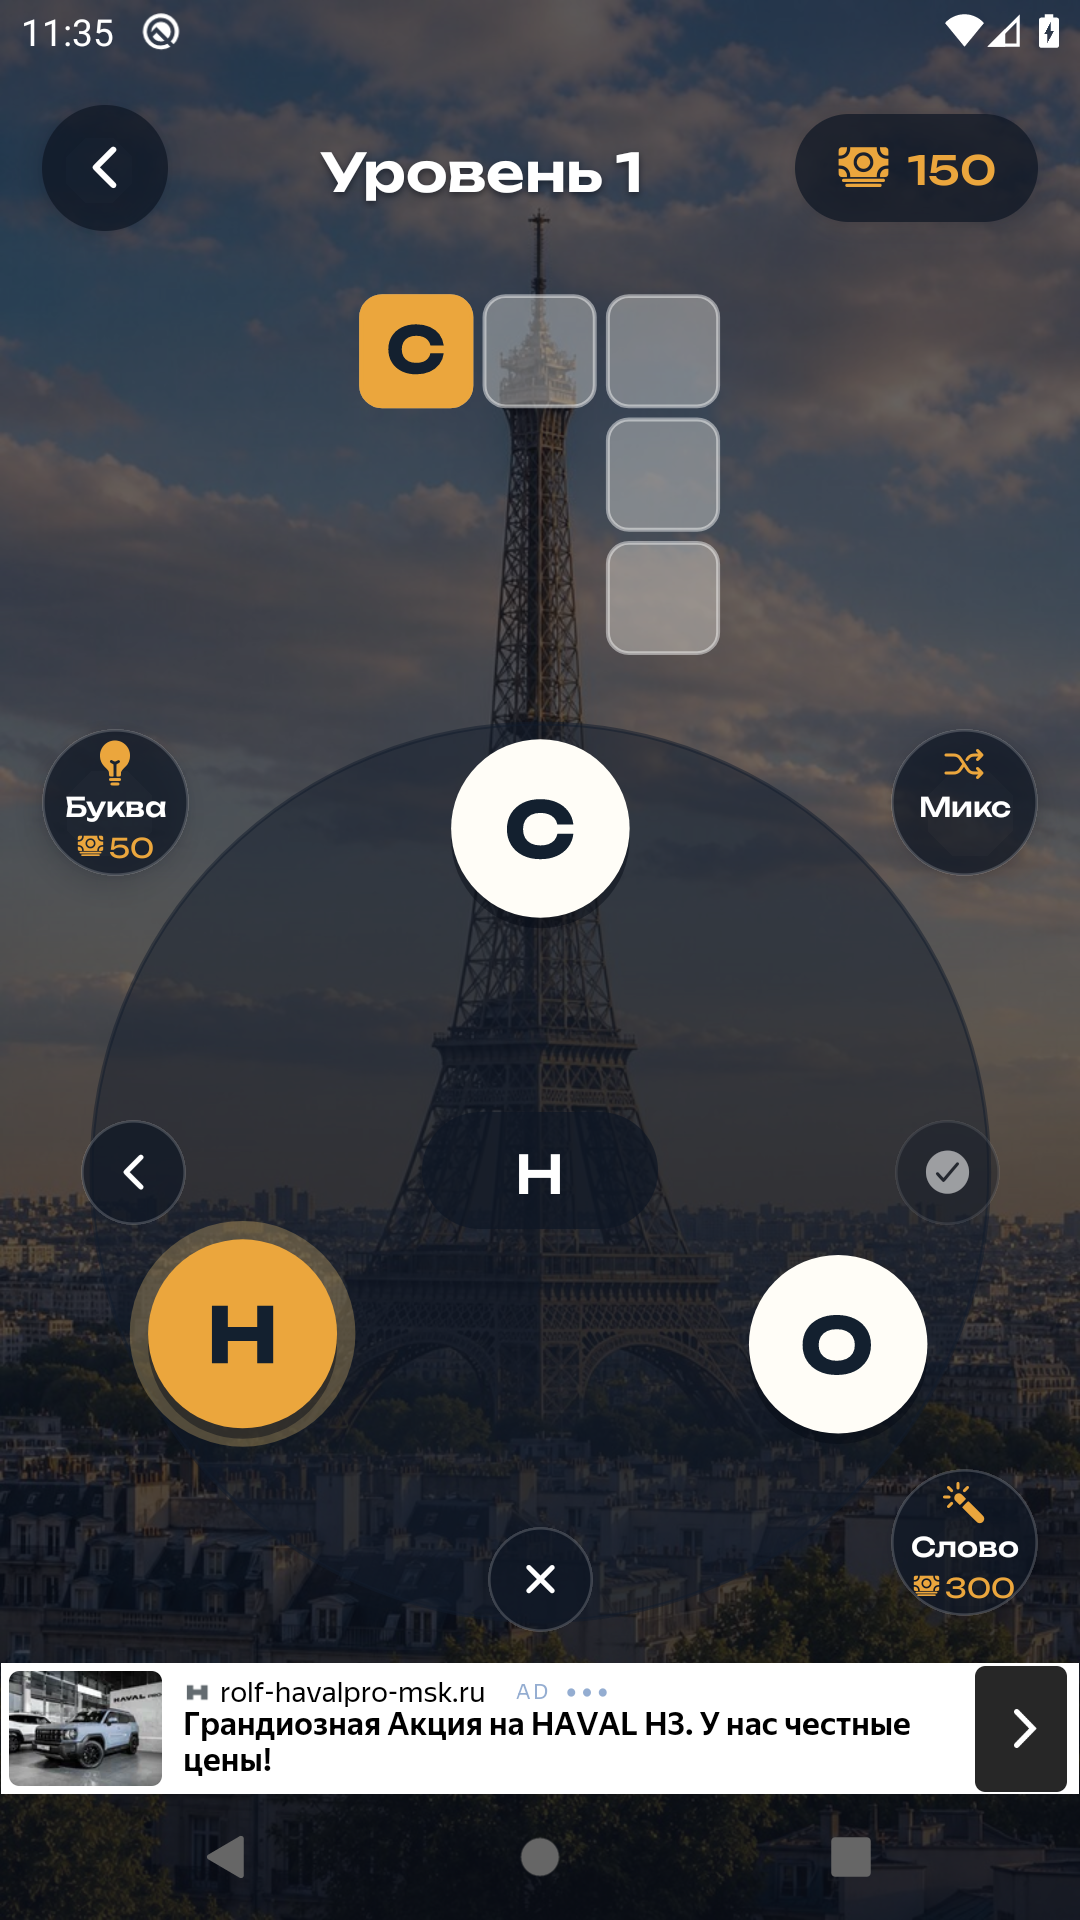 11:35
Уровень 1
150
С
С
Буква
50
Микс
Н
Н
О
Слово
300
rolf-havalpro-msk.ru AD
Грандиозная Акция на HAVAL H3. У нас честные
цены!